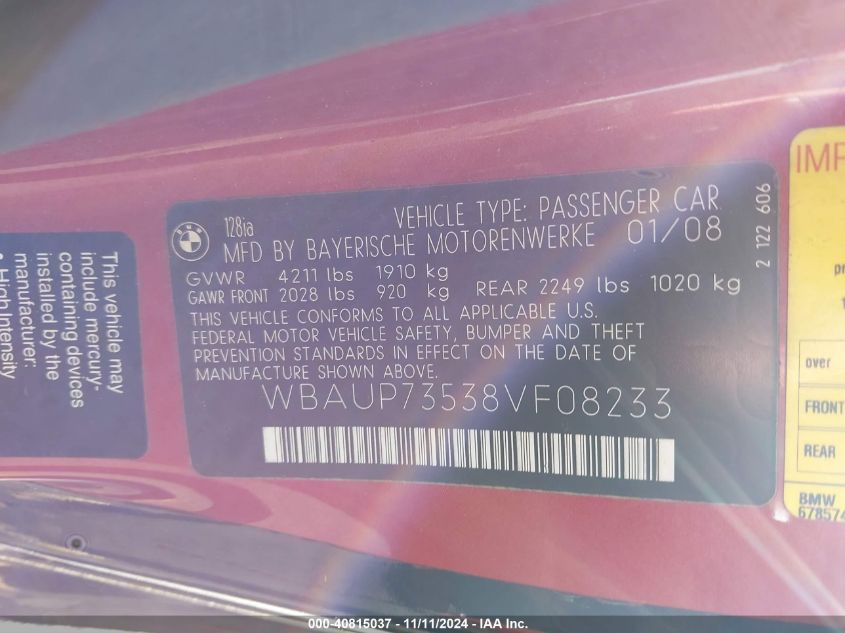 128ia
VEHICLE TYPE: PASSENGER CAR
MFD BY BAYERISCHE MOTORENWERKE 01/08
GVWR 4211 lbs 1910 kg
GAWR FRONT 2028 lbs 920 kg REAR 2249 lbs 1020 kg
THIS VEHICLE CONFORMS TO ALL APPLICABLE U.S.
FEDERAL MOTOR VEHICLE SAFETY, BUMPER AND THEFT
PREVENTION STANDARDS IN EFFECT ON THE DATE OF
MANUFACTURE SHOWN ABOVE.
WBAUP73538VF08233
2 122 606
This vehicle may
include mercury-
containing devices
installed by the
manufacturer:
• High Intensity
IMP
over
FRONT
REAR
BMW
678574
000-40815037 - 11/11/2024 - IAA Inc.